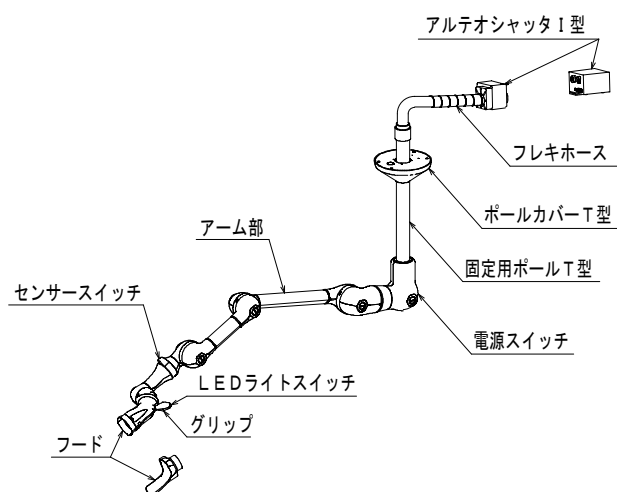 アルテオシャッタⅠ型
フレキホース
ポールカバーT型
アーム部
固定用ポールT型
センサースイッチ
電源スイッチ
LEDライトスイッチ
グリップ
フード